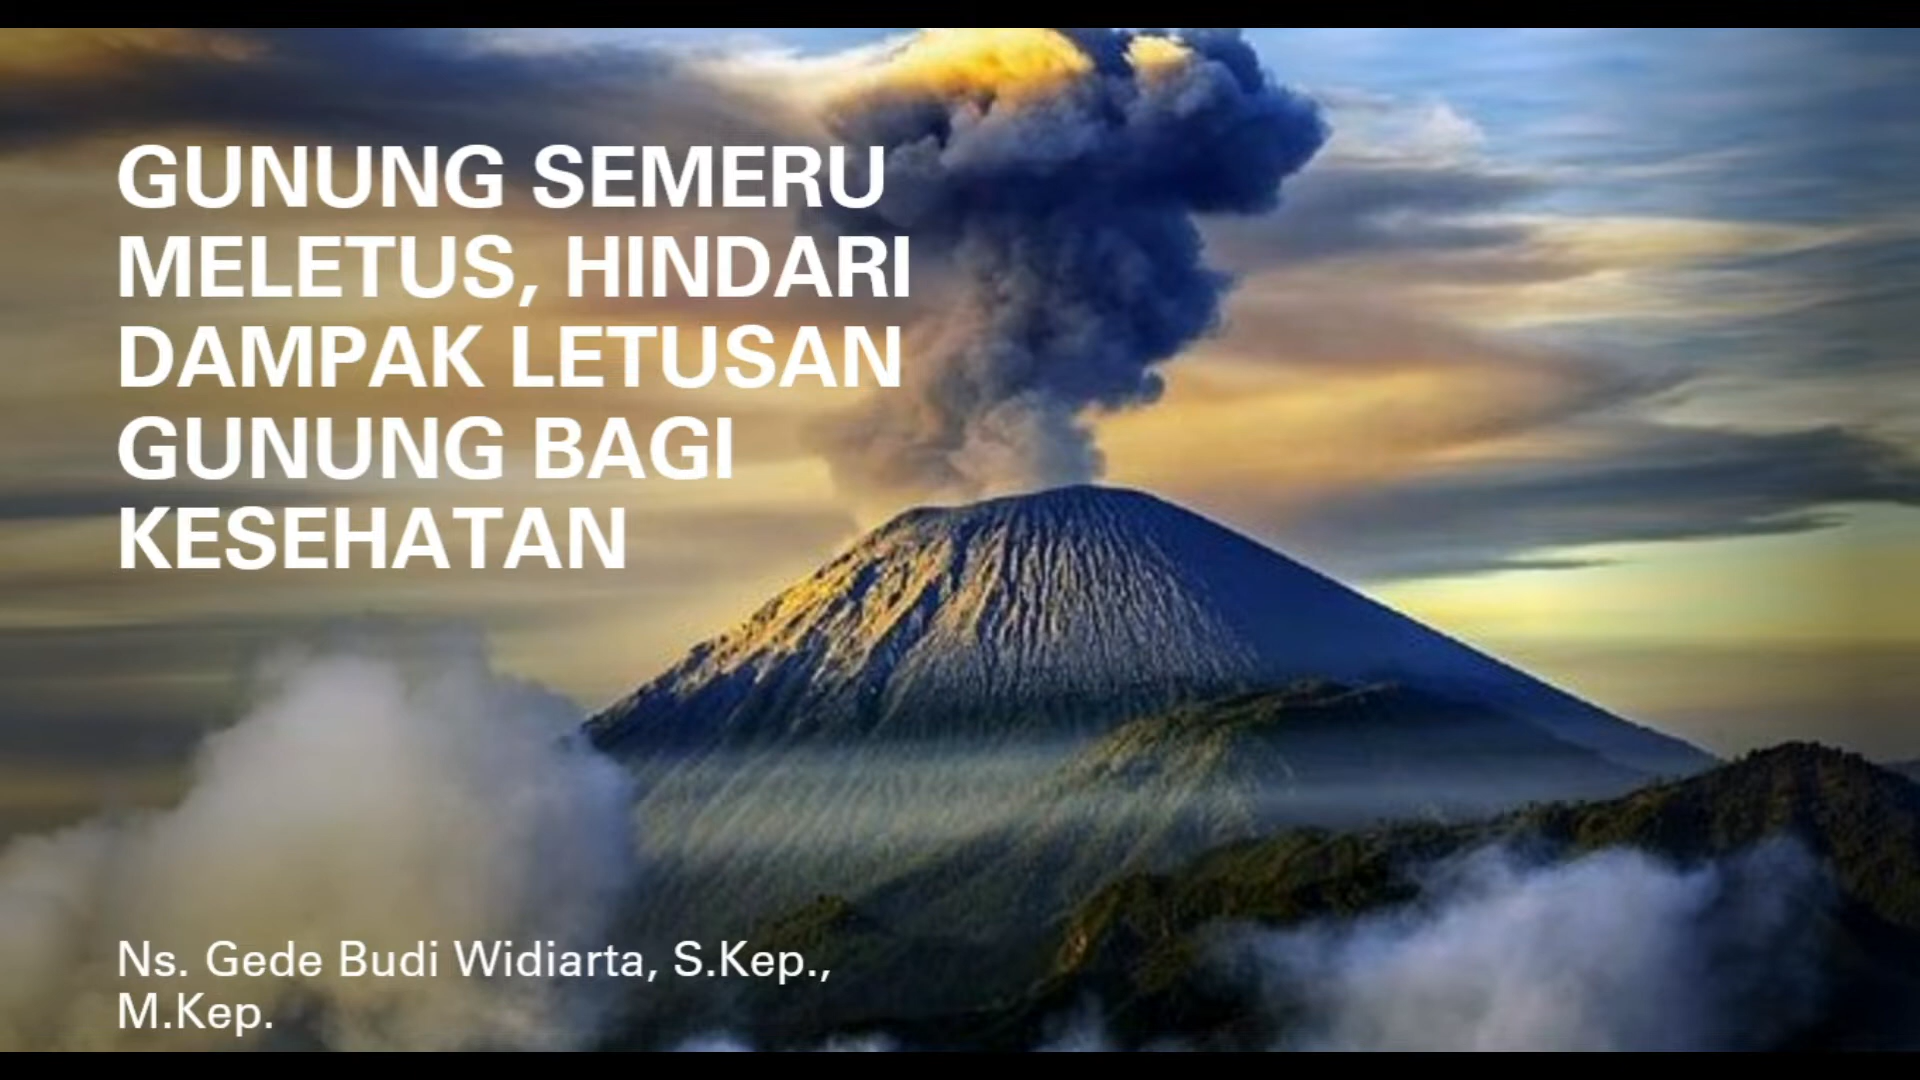 GUNUNG SEMERU
MELETUS, HINDARI
DAMPAK LETUSAN
GUNUNG BAGI
KESEHATAN
Ns. Gede Budi Widiarta, S.Kep.,
M.Kep.